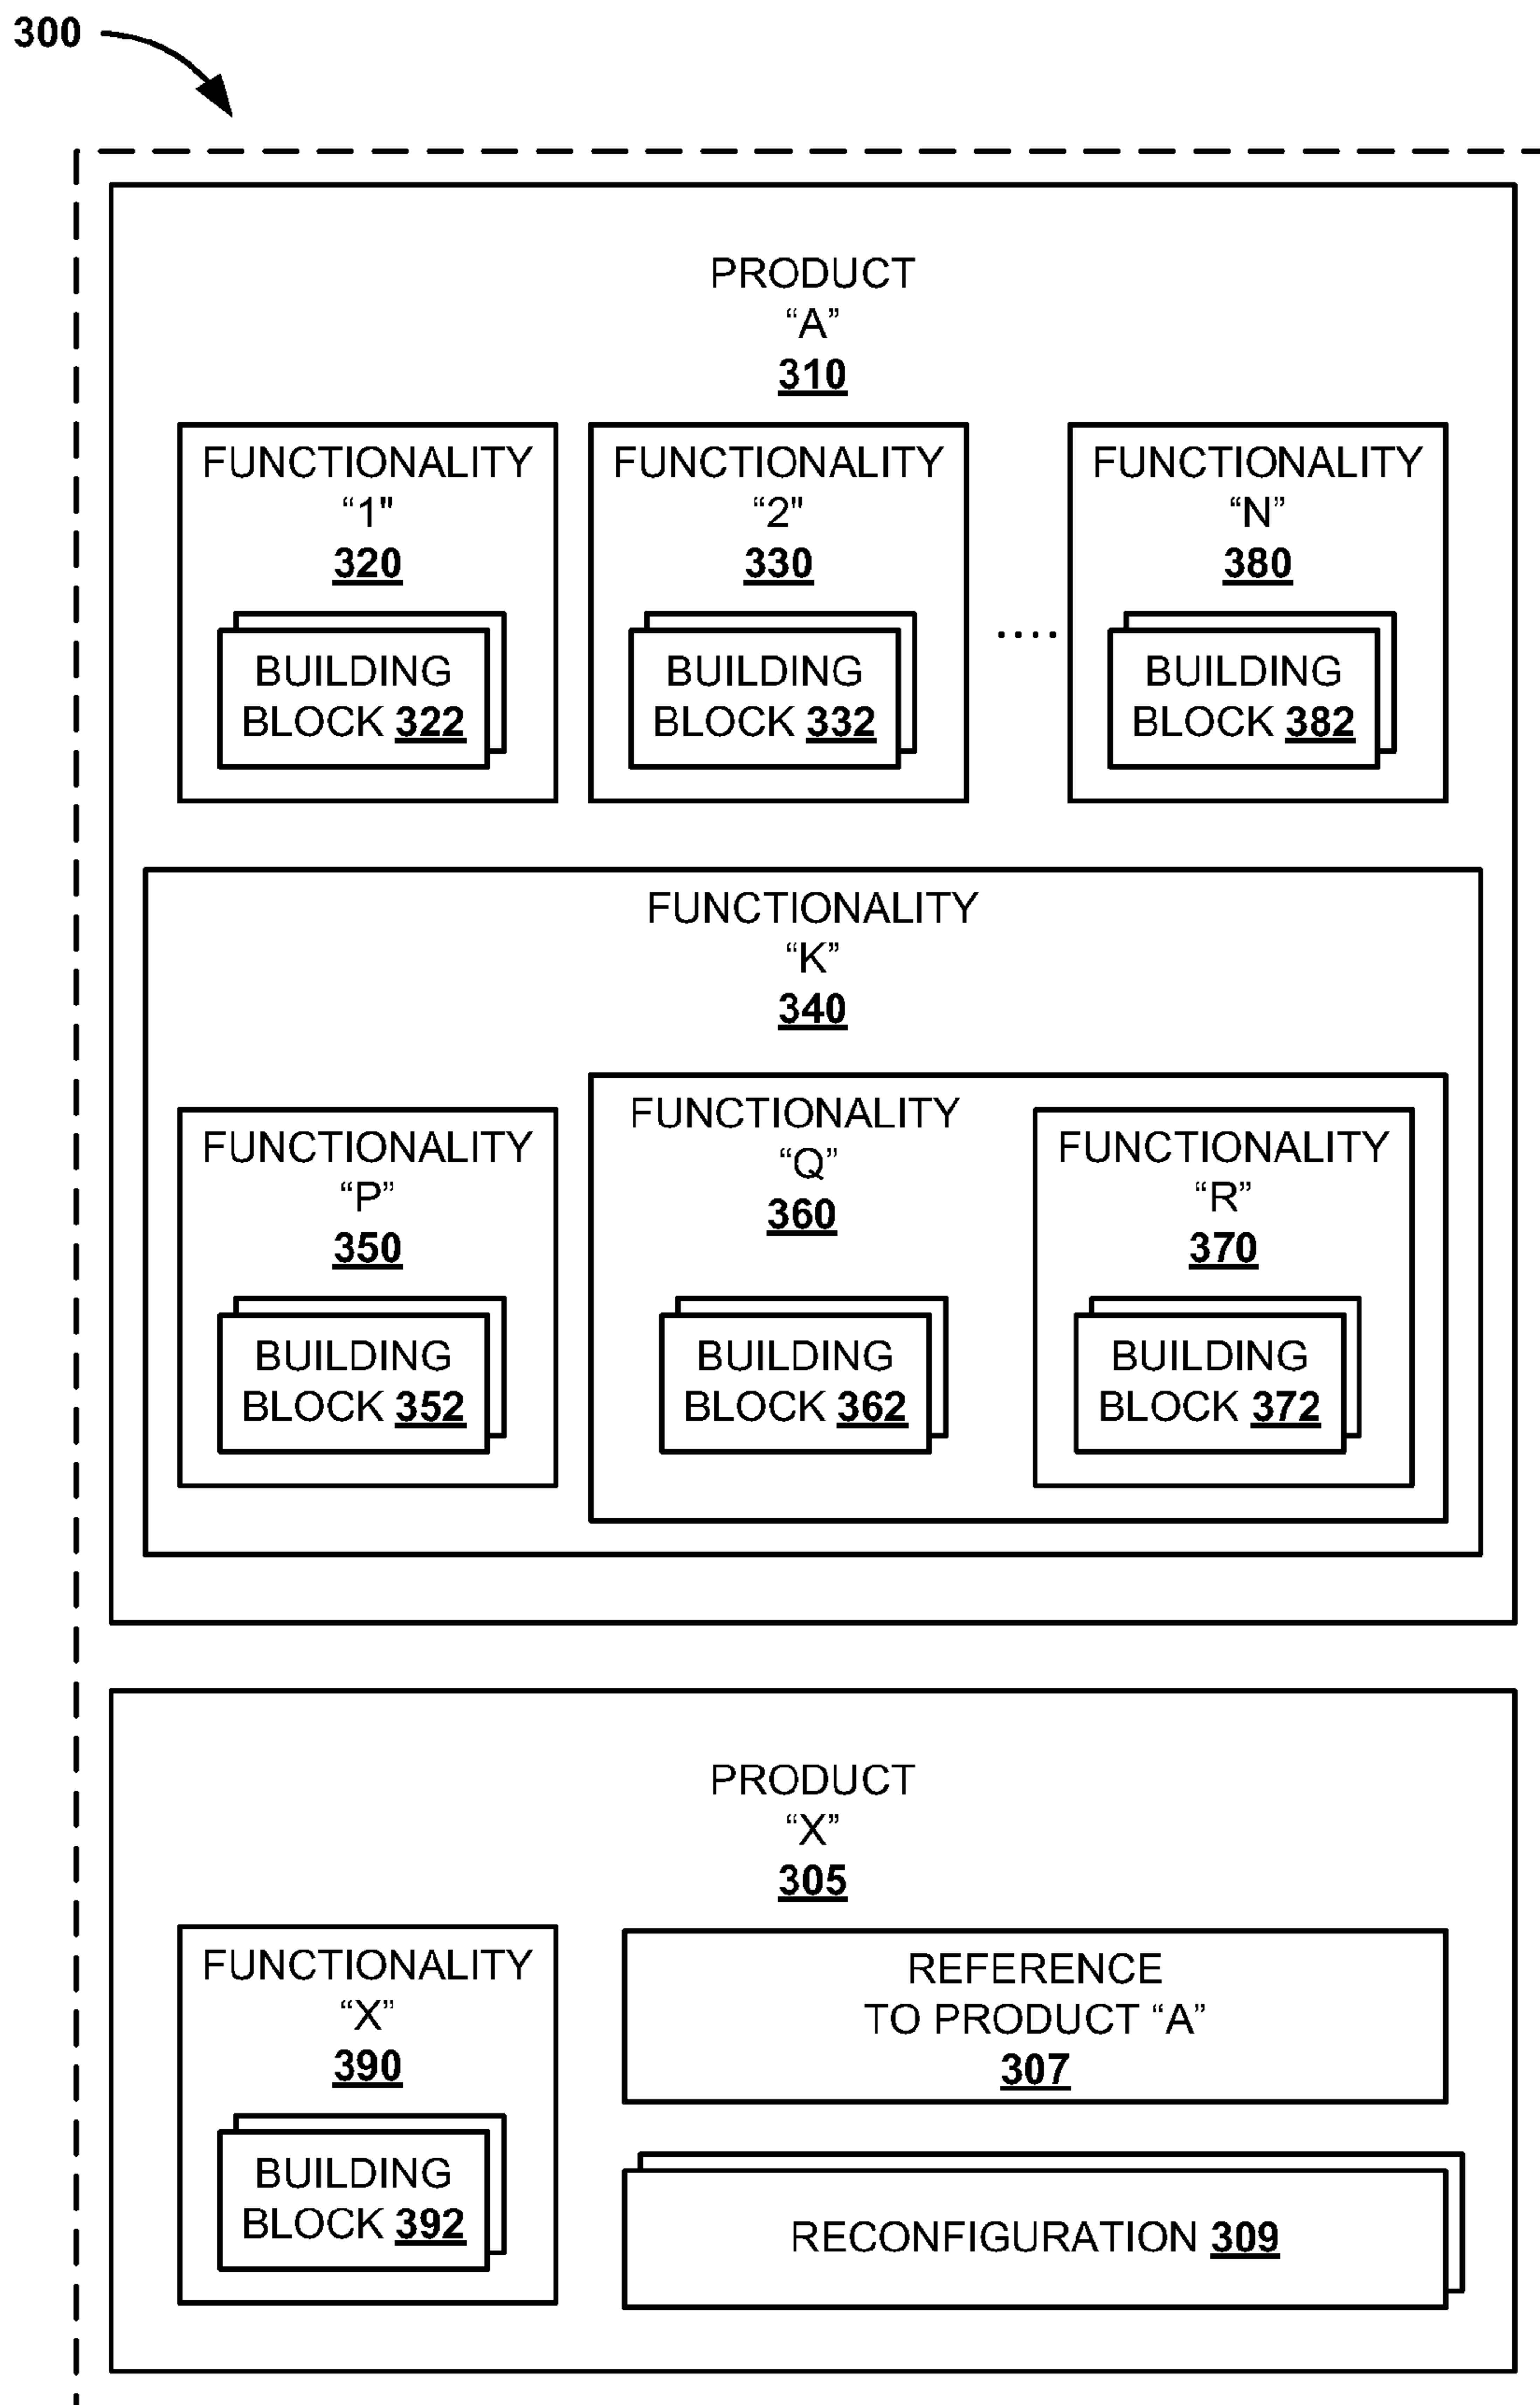 300
PRODUCT
“A”
310
FUNCTIONALITY
“1"
320
BUILDING
BLOCK 322
FUNCTIONALITY
“2"
330
BUILDING
BLOCK 332
....
FUNCTIONALITY
“N”
380
BUILDING
BLOCK 382
FUNCTIONALITY
“K”
340
FUNCTIONALITY
“P”
350
BUILDING
BLOCK 352
FUNCTIONALITY
“Q”
360
BUILDING
BLOCK 362
FUNCTIONALITY
“R”
370
BUILDING
BLOCK 372
PRODUCT
“X”
305
FUNCTIONALITY
“X”
390
BUILDING
BLOCK 392
REFERENCE
TO PRODUCT “A”
307
RECONFIGURATION 309